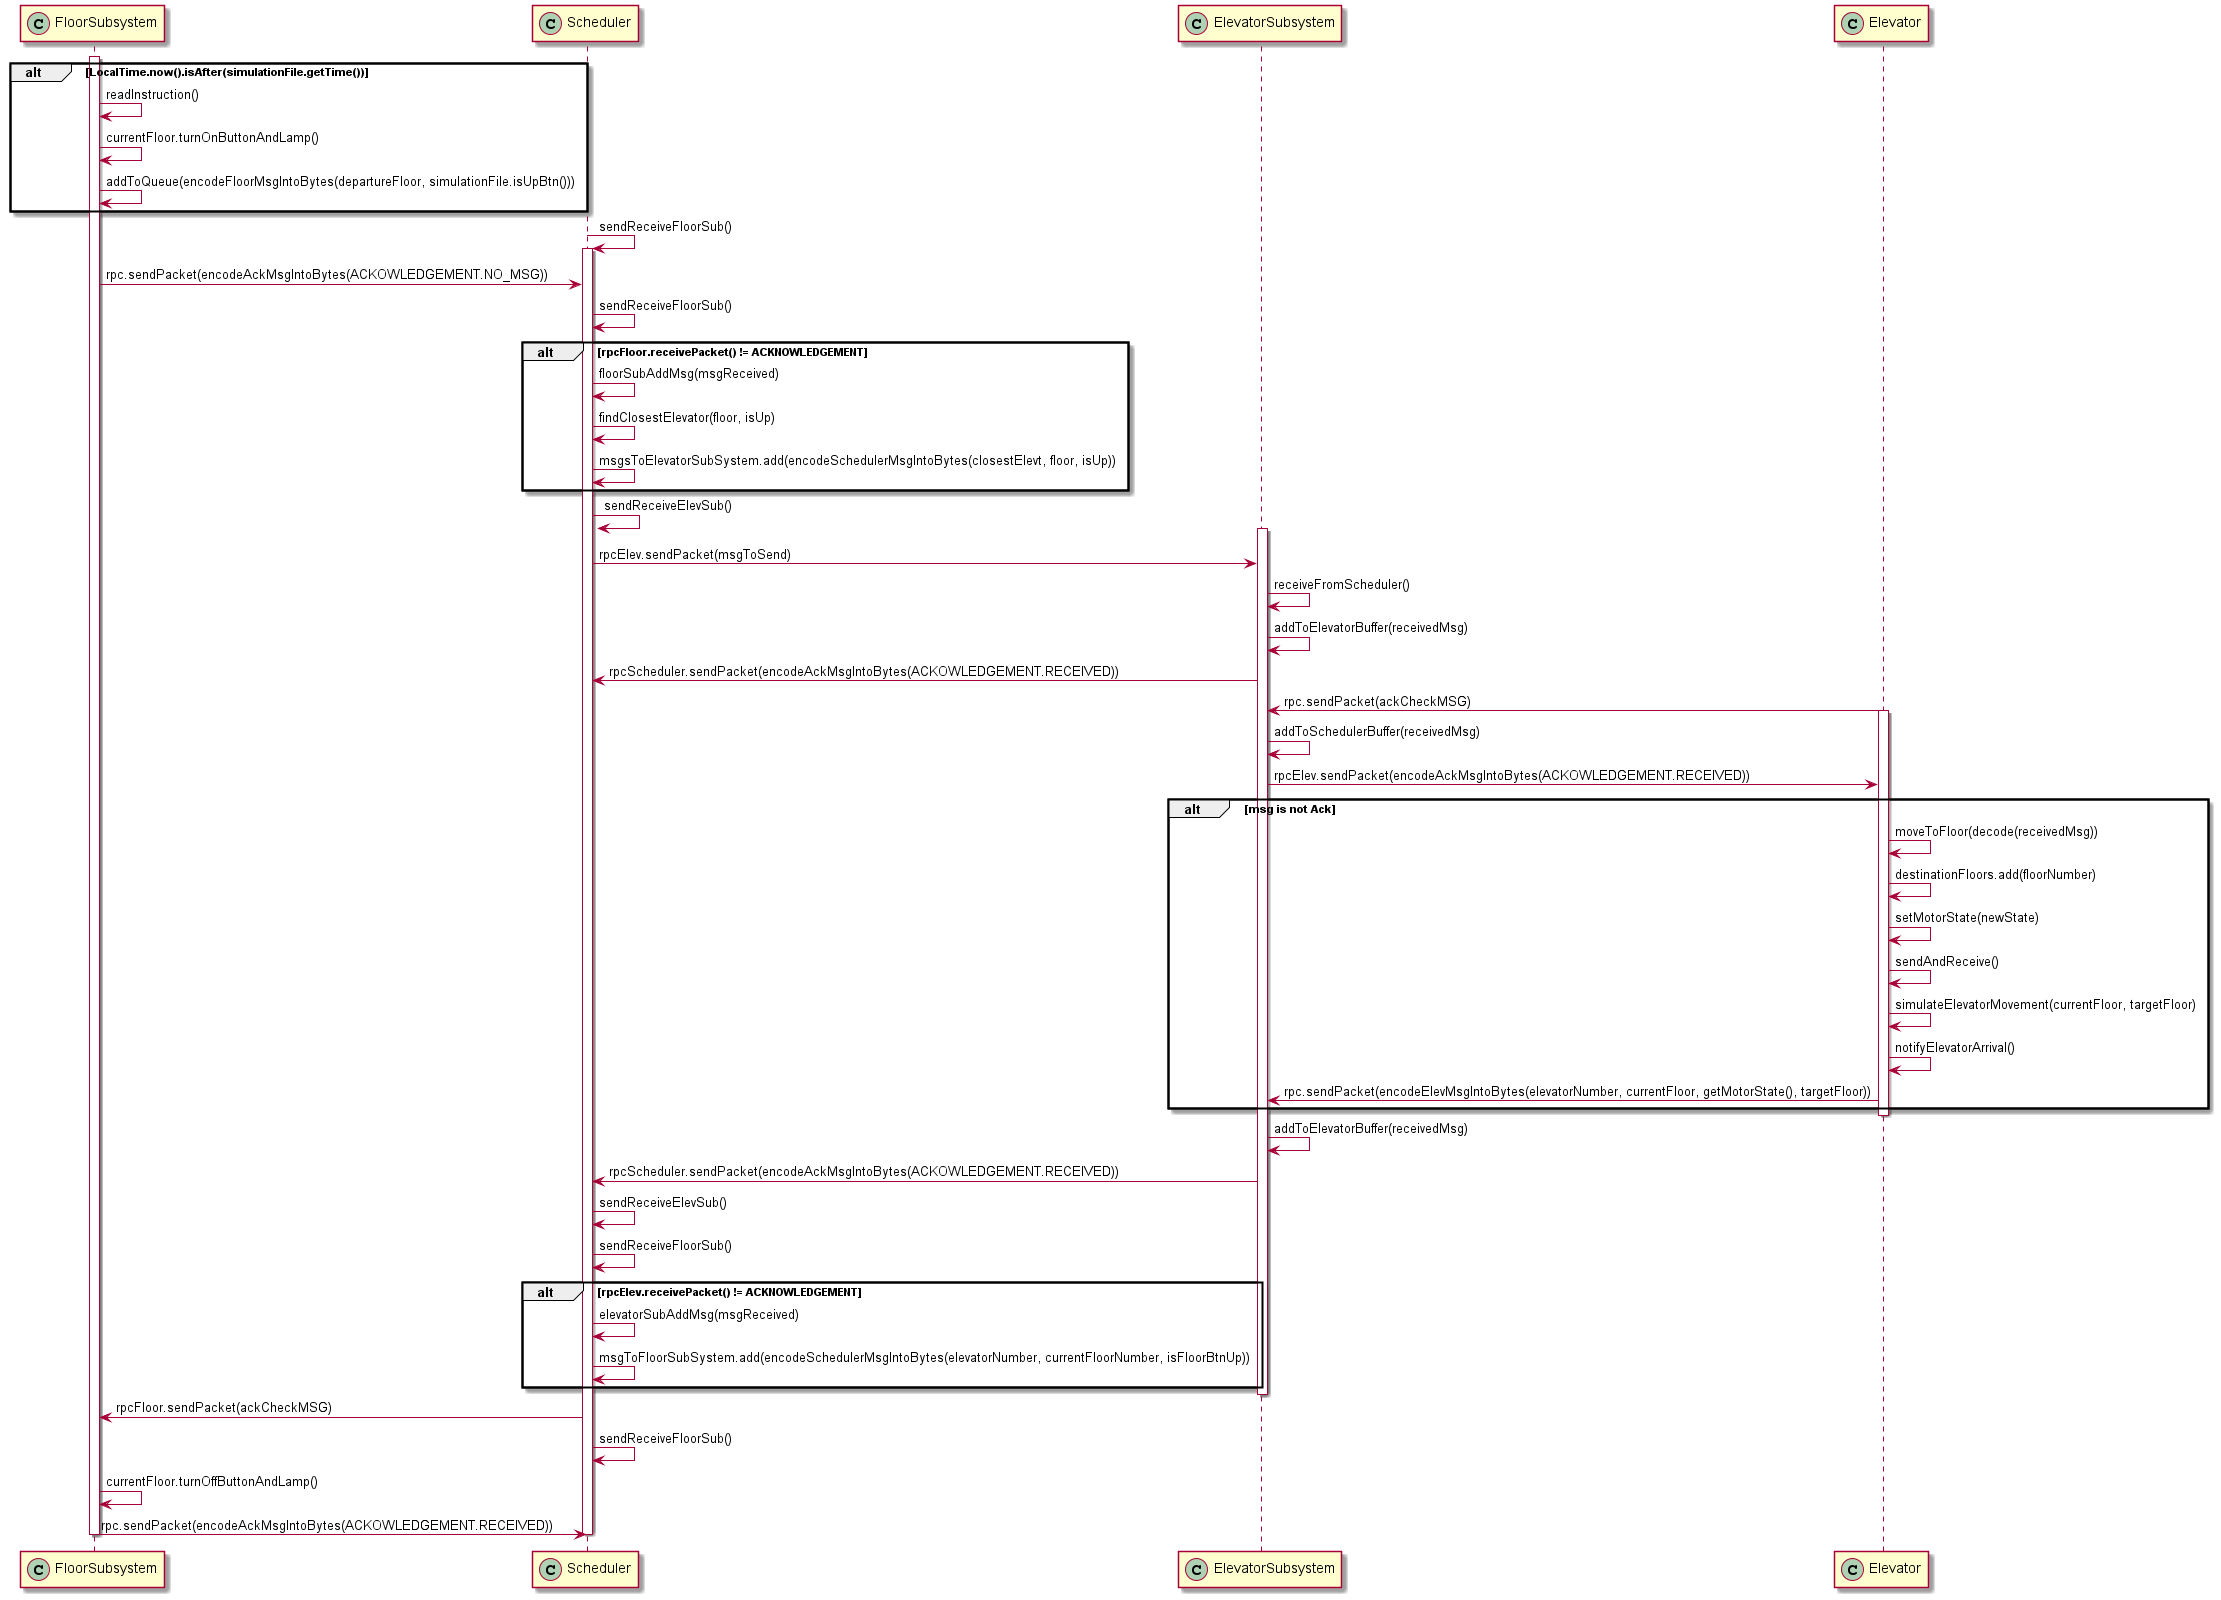 C FloorSubsystem
C Scheduler
C ElevatorSubsystem
C Elevator
alt [LocalTime.now().isAfter(simulationFile.getTime())]
readInstruction()
currentFloor.turnOnButtonAndLamp()
addToQueue(encodeFloorMsgIntoBytes(departureFloor, simulationFile.isUpBtn()))
sendReceiveFloorSub()
rpc.sendPacket(encodeAckMsgIntoBytes(ACKOWLEDGEMENT.NO_MSG))
sendReceiveFloorSub()
alt [rpcFloor.receivePacket() != ACKNOWLEDGEMENT]
floorSubAddMsg(msgReceived)
findClosestElevator(floor, isUp)
msgsToElevatorSubSystem.add(encodeSchedulerMsgIntoBytes(closestElevt, floor, isUp))
sendReceiveElevSub()
rpcElev.sendPacket(msgToSend)
receiveFromScheduler()
addToElevatorBuffer(receivedMsg)
rpcScheduler.sendPacket(encodeAckMsgIntoBytes(ACKOWLEDGEMENT.RECEIVED))
rpc.sendPacket(ackCheckMSG)
addToSchedulerBuffer(receivedMsg)
rpcElev.sendPacket(encodeAckMsgIntoBytes(ACKOWLEDGEMENT.RECEIVED))
alt [msg is not Ack]
moveToFloor(decode(receivedMsg))
destinationFloors.add(floorNumber)
setMotorState(newState)
sendAndReceive()
simulateElevatorMovement(currentFloor, targetFloor)
notifyElevatorArrival()
rpc.sendPacket(encodeElevMsgIntoBytes(elevatorNumber, currentFloor, getMotorState(), targetFloor))
addToElevatorBuffer(receivedMsg)
rpcScheduler.sendPacket(encodeAckMsgIntoBytes(ACKOWLEDGEMENT.RECEIVED))
sendReceiveElevSub()
sendReceiveFloorSub()
alt [rpcElev.receivePacket() != ACKNOWLEDGEMENT]
elevatorSubAddMsg(msgReceived)
msgToFloorSubSystem.add(encodeSchedulerMsgIntoBytes(elevatorNumber, currentFloorNumber, isFloorBtnUp))
rpcFloor.sendPacket(ackCheckMSG)
sendReceiveFloorSub()
currentFloor.turnOffButtonAndLamp()
rpc.sendPacket(encodeAckMsgIntoBytes(ACKOWLEDGEMENT.RECEIVED))
C FloorSubsystem
C Scheduler
C ElevatorSubsystem
C Elevator